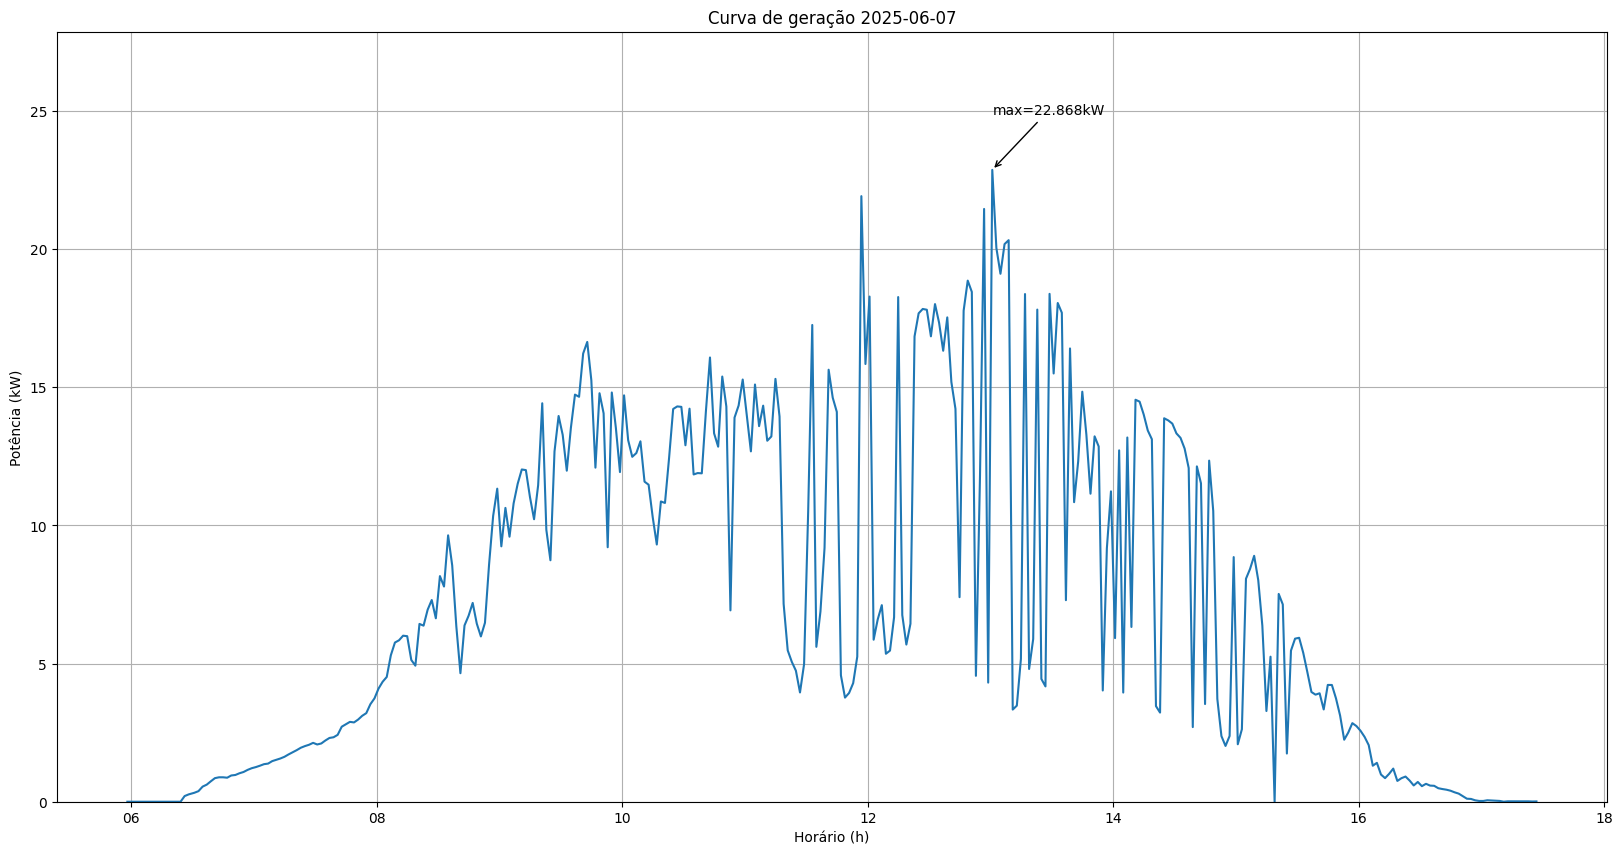 Curva de geração 2025-06-07
max=22.868kW
Potência (kW)
25
20
15
10
5
0
06 08 10 12 14 16 18
Horário (h)